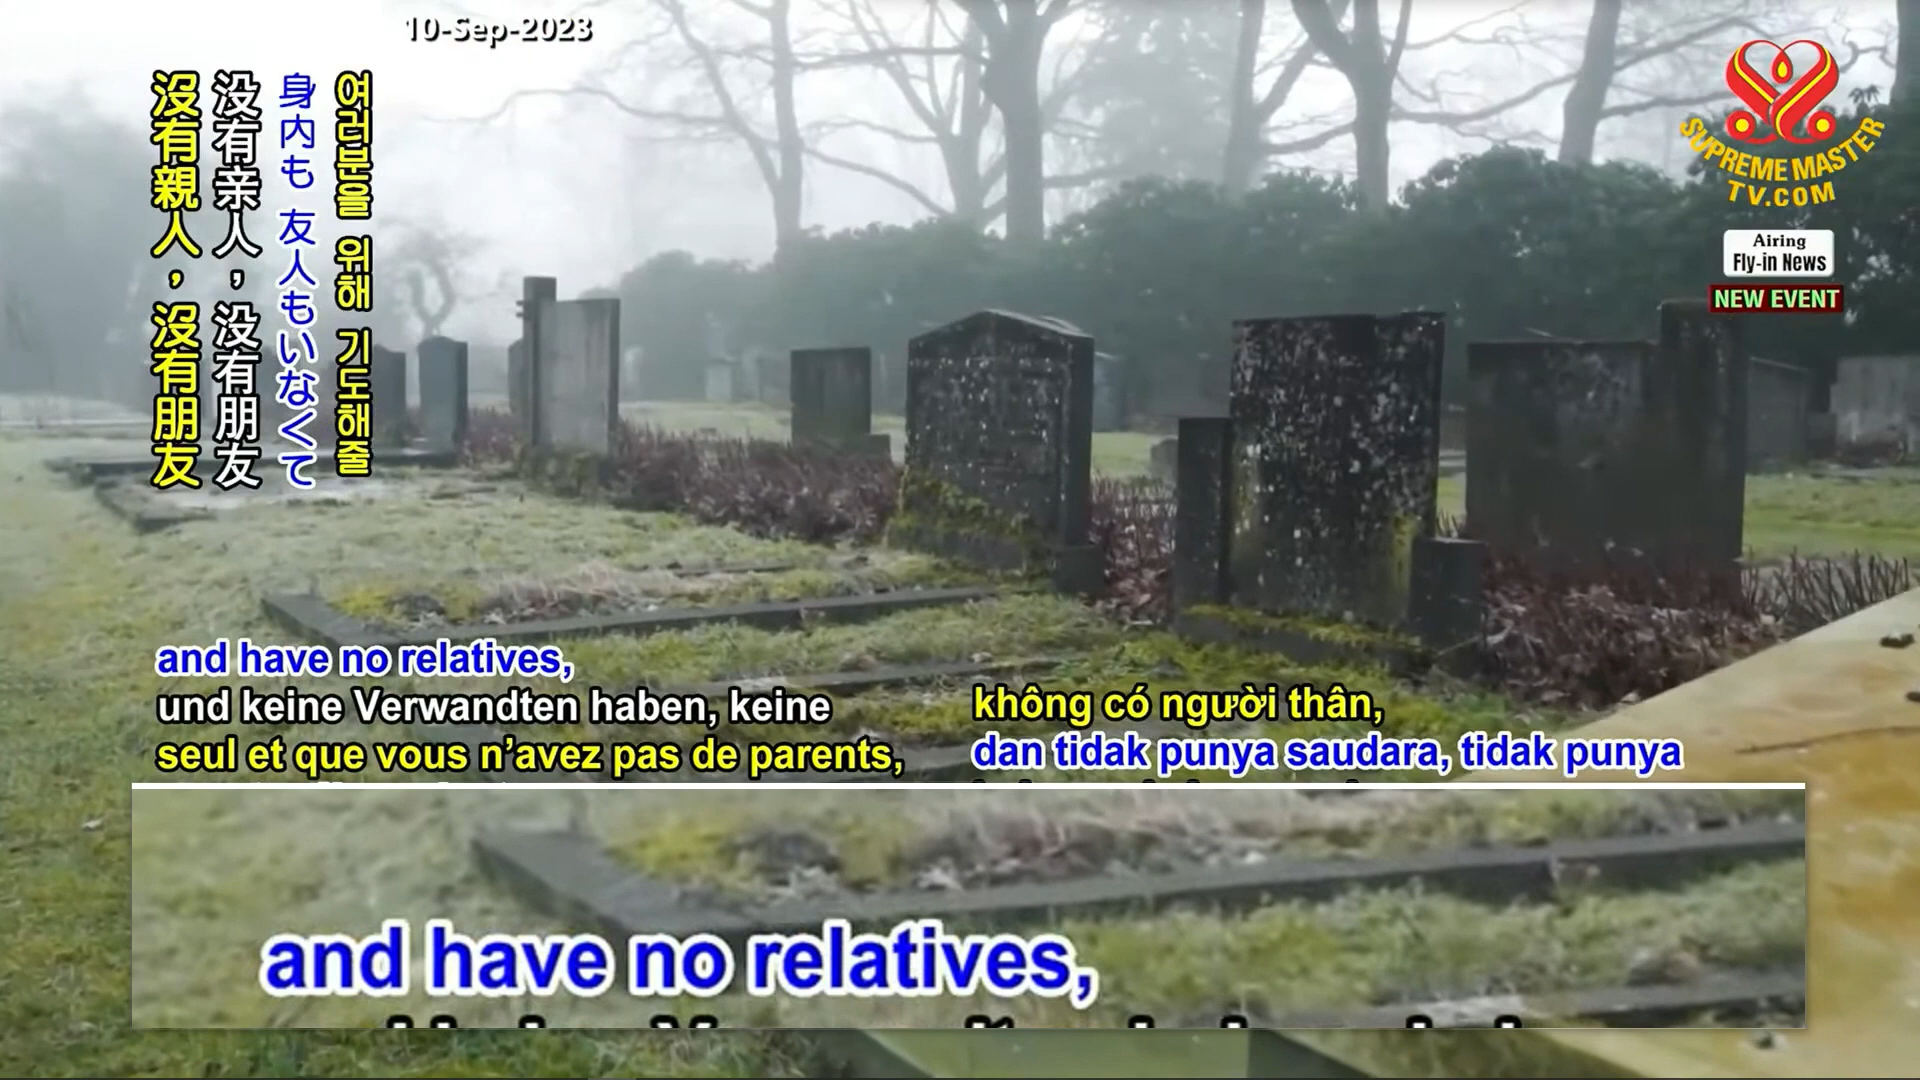 10-Sep-2023
SUPREME MASTER
TV.COM
Airing
Fly-in News
NEW EVENT
여러분을 위해 기도해줄
身内も 友人もいなくて
没有亲人，没有朋友
沒有親人，沒有朋友
and have no relatives,
und keine Verwandten haben, keine
seul et que vous n’avez pas de parents,
không có người thân,
dan tidak punya saudara, tidak punya
and have no relatives,